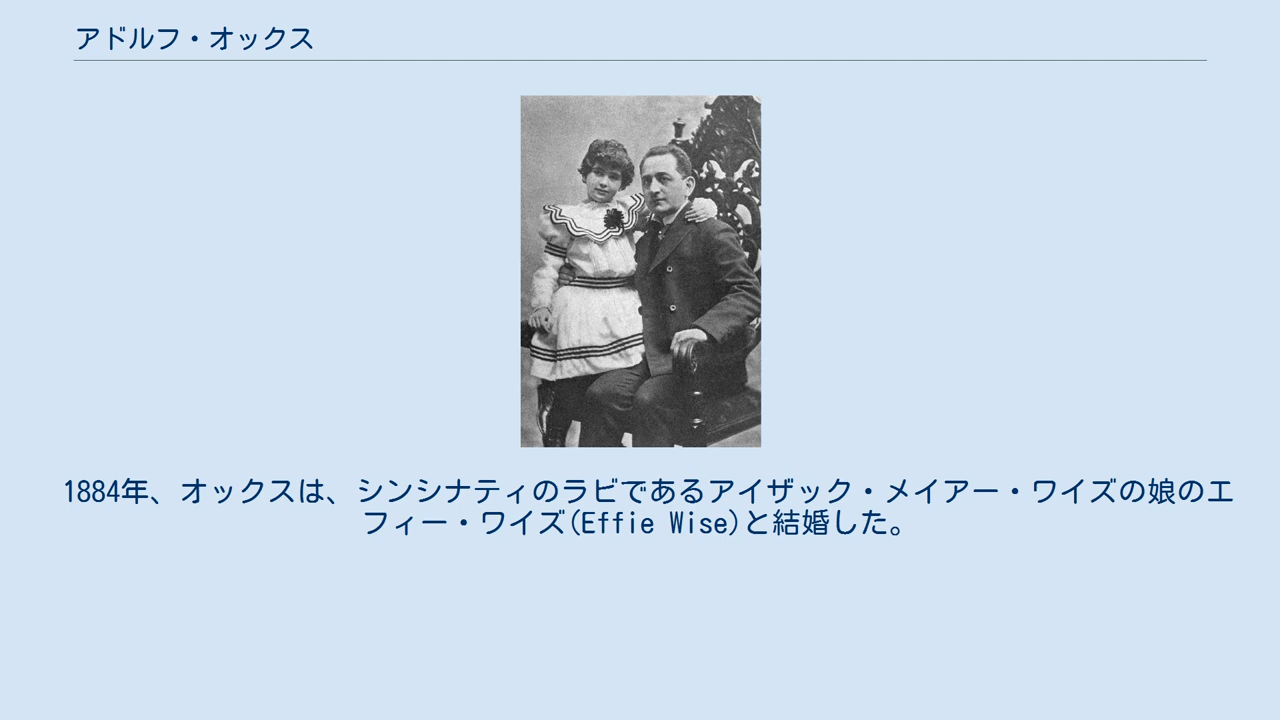 アドルフ・オックス
1884年、オックスは、シンシナティのラビであるアイザック・メイアー・ワイズの娘のエ
フィー・ワイズ(Effie Wise)と結婚した。